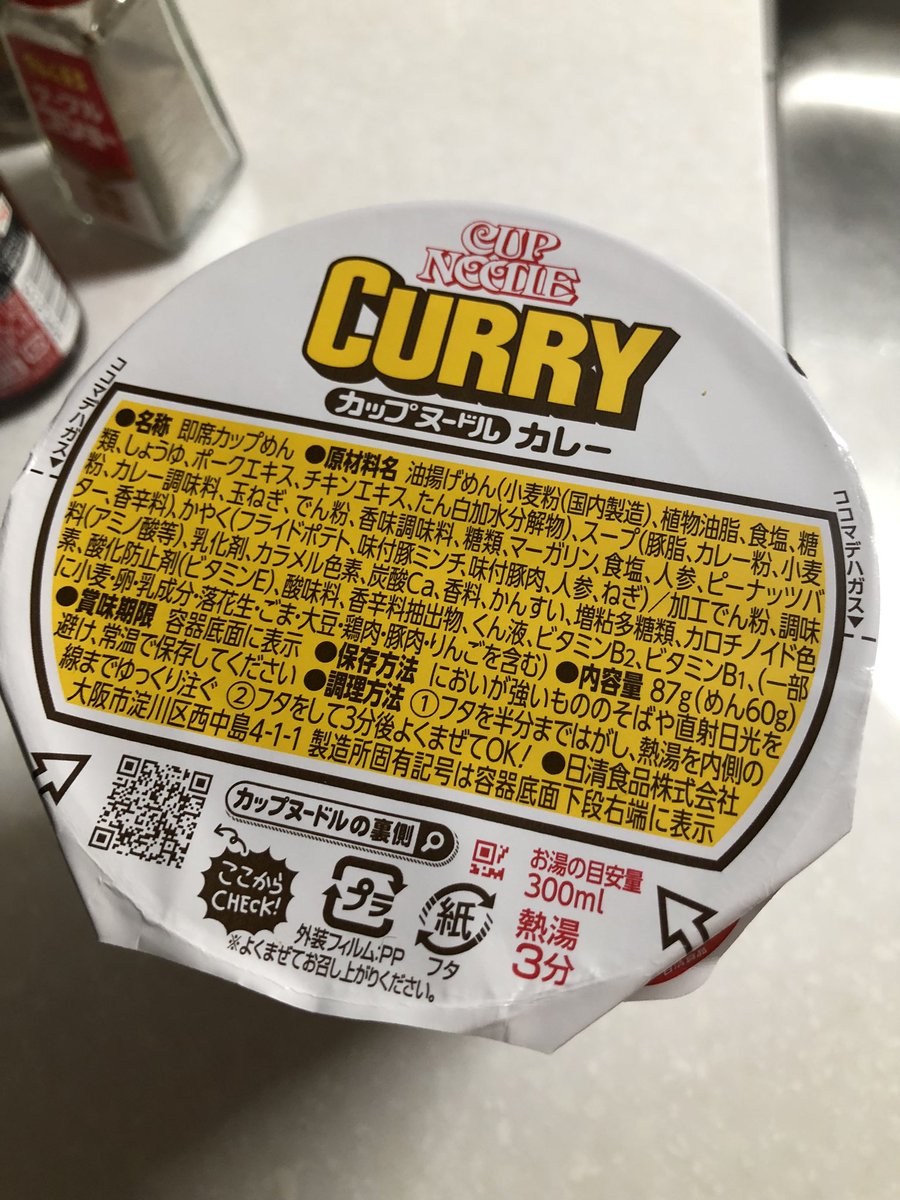 CUP
NOODLE
CURRY
カップヌードル カレー
ココマデハガス
ココマデハガス
●名称 即席カップめん ●原材料名 油揚げめん(小麦粉(国内製造)、植物油脂、食塩、糖
類、しょうゆ、ポークエキス、チキンエキス、たん白加水分解物)、スープ(豚脂、カレー粉、小麦
粉、カレー調味料、玉ねぎ、でん粉、香味調味料、糖類、マーガリン、食塩、人参、ピーナッツバ
ター、香辛料)、かやく(フライドポテト、味付豚ミンチ、味付豚肉、人参、ねぎ)/加工でん粉、調味
料(アミノ酸等)、乳化剤、カラメル色素、炭酸Ca、香料、かんすい、増粘多糖類、カロチノイド色
素、酸化防止剤(ビタミンE)、酸味料、香辛料抽出物、くん液、ビタミンB2、ビタミンB1、(一部
に小麦・卵・乳成分・落花生・ごま・大豆・鶏肉・豚肉・りんごを含む) ●内容量 87g(めん60g)
●賞味期限 容器底面に表示 ●保存方法 においが強いもののそばや直射日光を
避け、常温で保存してください ●調理方法 ①フタを半分まではがし、熱湯を内側の
線までゆっくり注ぐ ②フタをして3分後よくまぜてOK! ●日清食品株式会社
大阪市淀川区西中島4-1-1 製造所固有記号は容器底面下段右端に表示
カップヌードルの裏側
ここから
CHECK!
プラ
外装フィルム:PP
紙
フタ
※よくまぜてお召し上がりください。
お湯の目安量
300ml
熱湯
3分